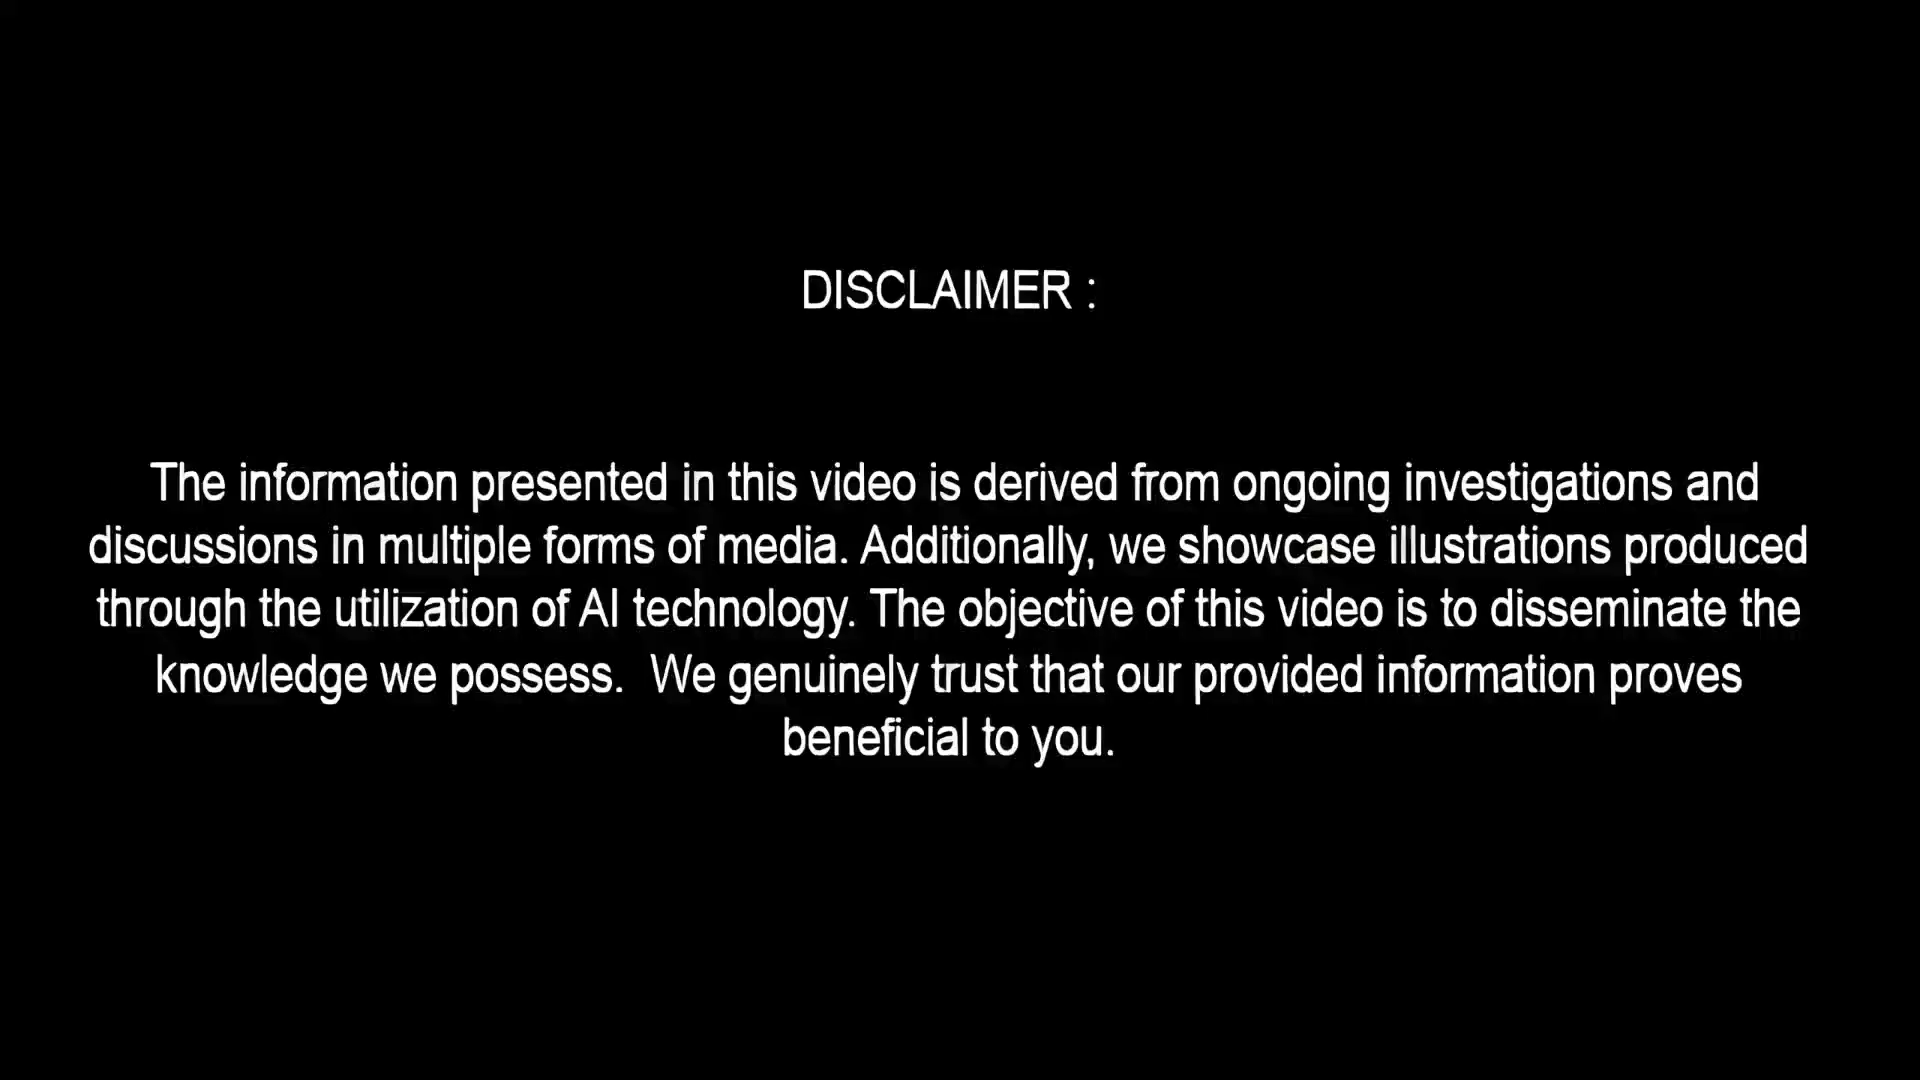 DISCLAIMER :
The information presented in this video is derived from ongoing investigations and
discussions in multiple forms of media. Additionally, we showcase illustrations produced
through the utilization of AI technology. The objective of this video is to disseminate the
knowledge we possess.  We genuinely trust that our provided information proves
beneficial to you.